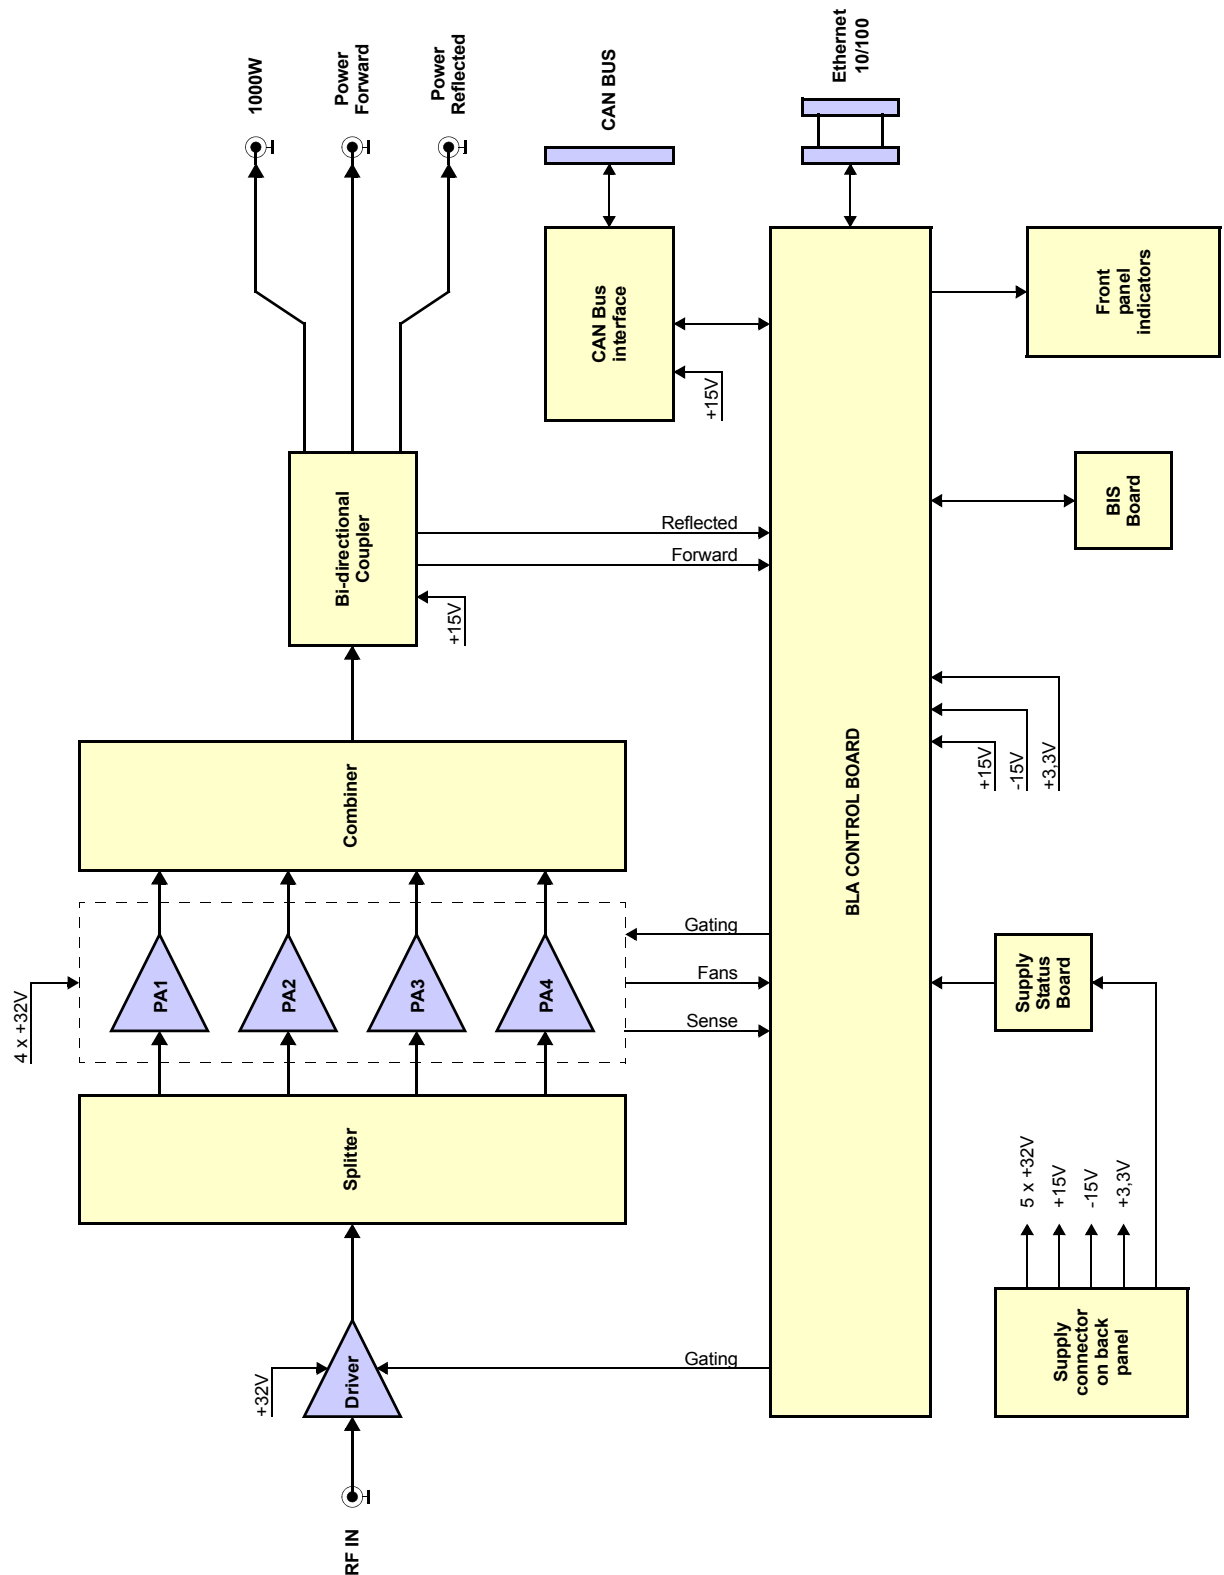 1000W
Power
Forward
Power
Reflected
CAN BUS
Ethernet
10/100
CAN Bus
interface
+15V
Front
panel
indicators
Bi-directional
Coupler
+15V
Reflected
Forward
BIS
Board
Combiner
BLA CONTROL BOARD
+15V
-15V
+3,3V
4 x +32V
PA1
PA2
PA3
PA4
Gating
Fans
Sense
Supply
Status
Board
Splitter
5 x +32V
+15V
-15V
+3,3V
Supply
connector
on back
panel
+32V
Driver
Gating
RF IN